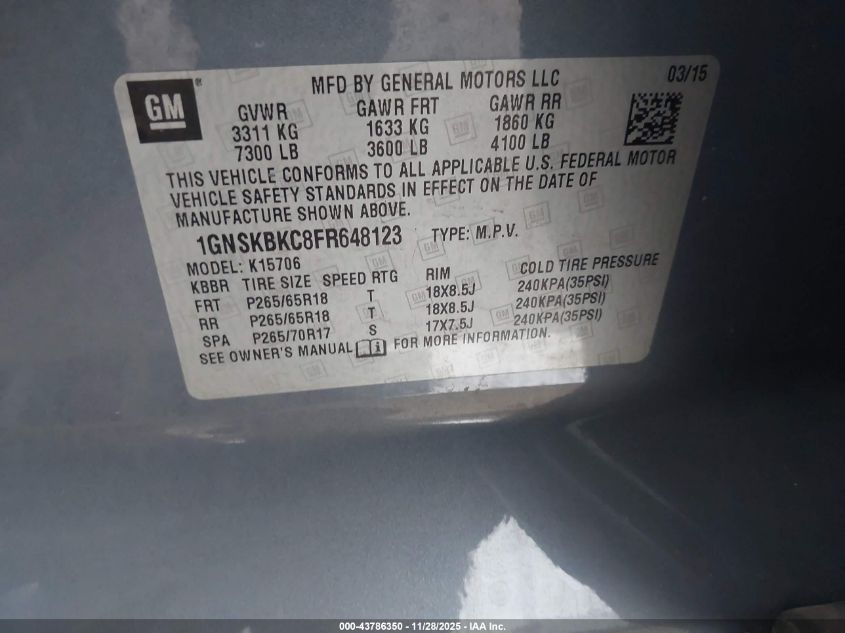 GM®
MFD BY GENERAL MOTORS LLC 03/15
GVWR GAWR FRT GAWR RR
3311 KG 1633 KG 1860 KG
7300 LB 3600 LB 4100 LB
THIS VEHICLE CONFORMS TO ALL APPLICABLE U.S. FEDERAL MOTOR
VEHICLE SAFETY STANDARDS IN EFFECT ON THE DATE OF
MANUFACTURE SHOWN ABOVE.
1GNSKBKC8FR648123 TYPE: M.P.V.
MODEL: K15706
KBBR TIRE SIZE SPEED RTG RIM COLD TIRE PRESSURE
FRT P265/65R18 T 18X8.5J 240KPA(35PSI)
RR P265/65R18 T 18X8.5J 240KPA(35PSI)
SPA P265/70R17 S 17X7.5J 240KPA(35PSI)
SEE OWNER'S MANUAL FOR MORE INFORMATION.
000-43786350 - 11/28/2025 - IAA Inc.